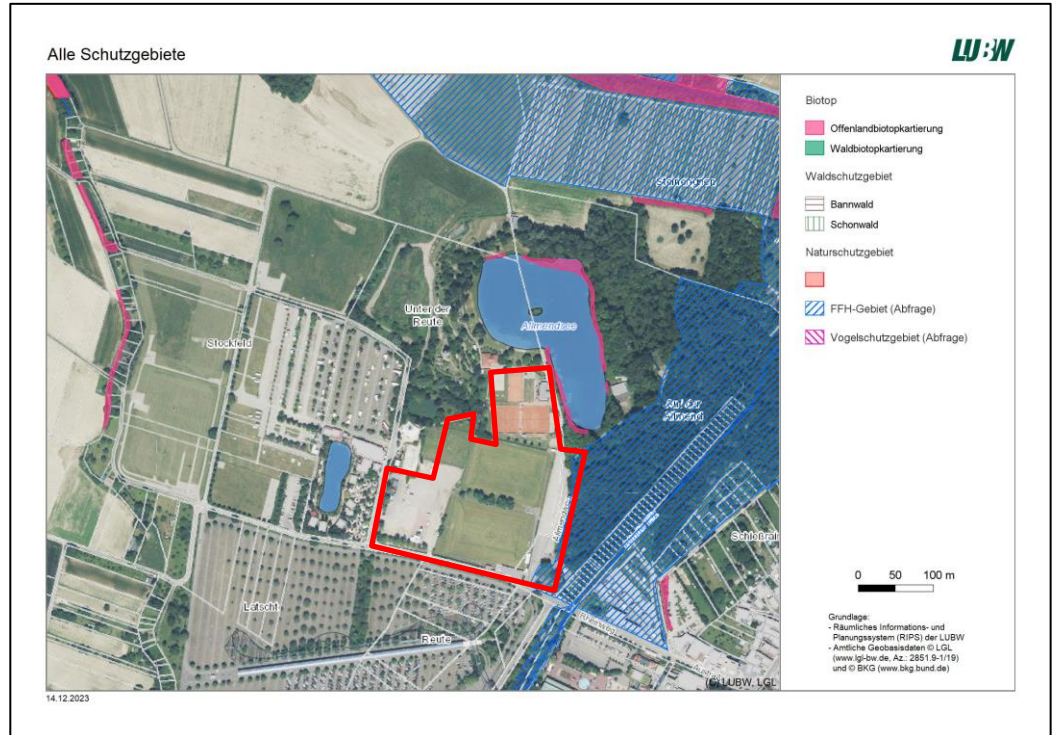 Alle Schutzgebiete
LUBW
Biotop
Offenlandbiotopkartierung
Waldbiotopkartierung
Waldschutzgebiet
Bannwald
Schonwald
Naturschutzgebiet
FFH-Gebiet (Abfrage)
Vogelschutzgebiet (Abfrage)
Unter der
Reute
Allmendsee
Stockfeld
Auf der
Allmend
Latscht
Reute
Rheinweg
0 50 100 m
Grundlage:
- Räumliches Informations- und
Planungssystem (RIPS) der LUBW
- Amtliche Geobasisdaten © LGL
(www.lgl-bw.de, Az.: 2851.9-1/19)
und © BKG (www.bkg.bund.de)
(C) LUBW, LGL
14.12.2023